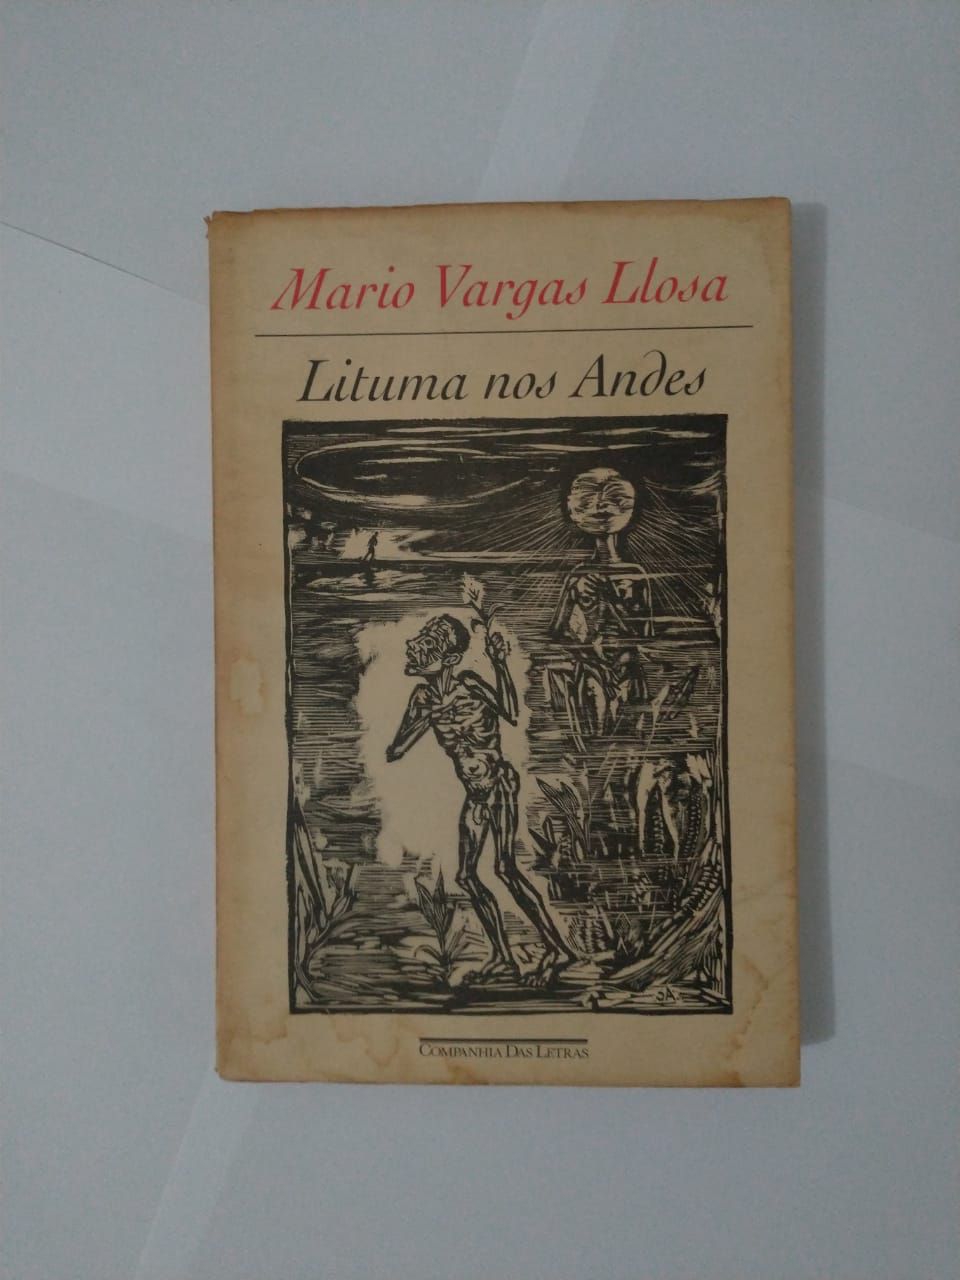 Mario Vargas Llosa
Lituma nos Andes
JA.
COMPANHIA DAS LETRAS